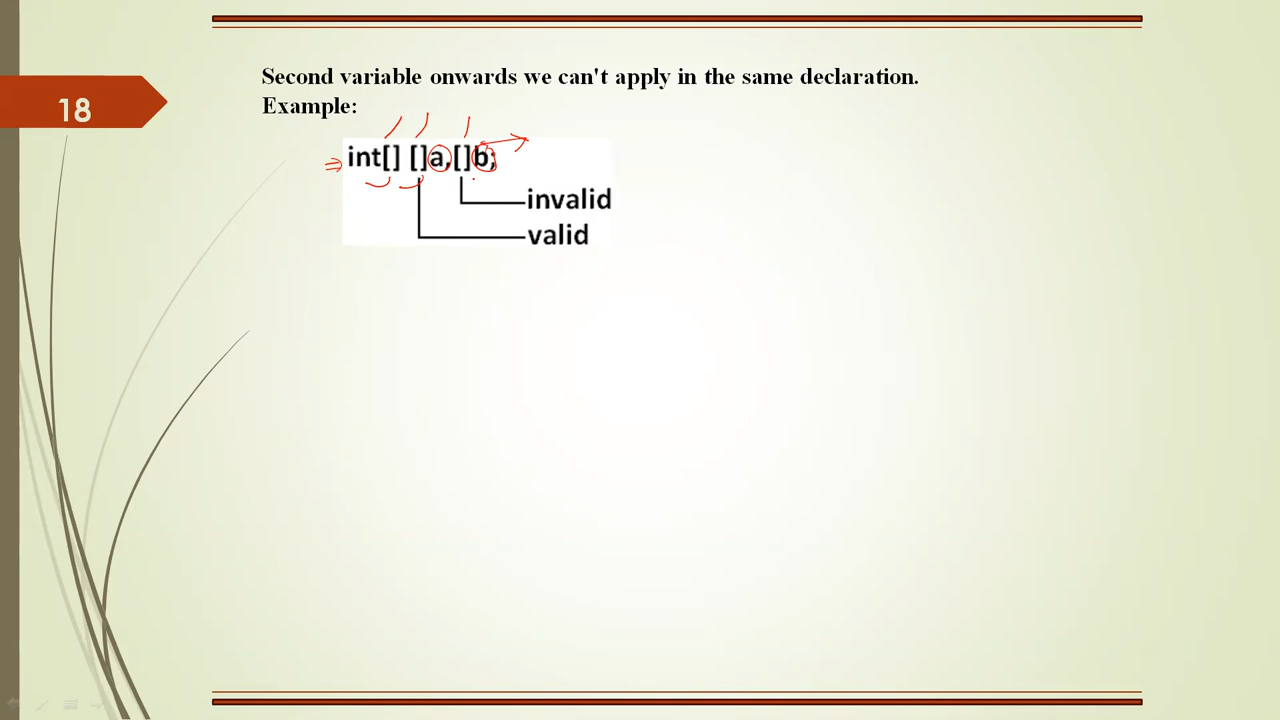 18
Second variable onwards we can't apply in the same declaration.
Example:
⇒ int[] []a,[]b;
invalid
valid